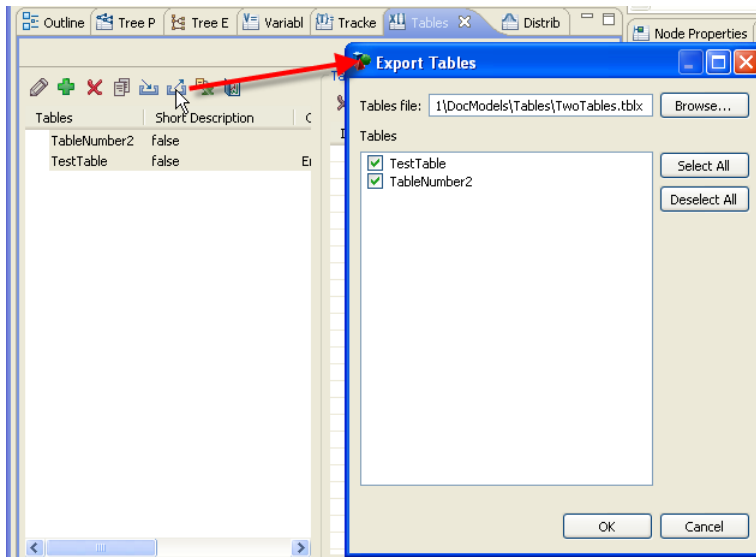 Outline Tree P Tree E Variabl Tracke Tables Distrib
Node Properties
Tables Short Description
TableNumber2 false
TestTable false
Export Tables
Tables file: 1\DocModels\Tables\TwoTables.tblx Browse...
Tables
TestTable
TableNumber2
Select All
Deselect All
OK Cancel